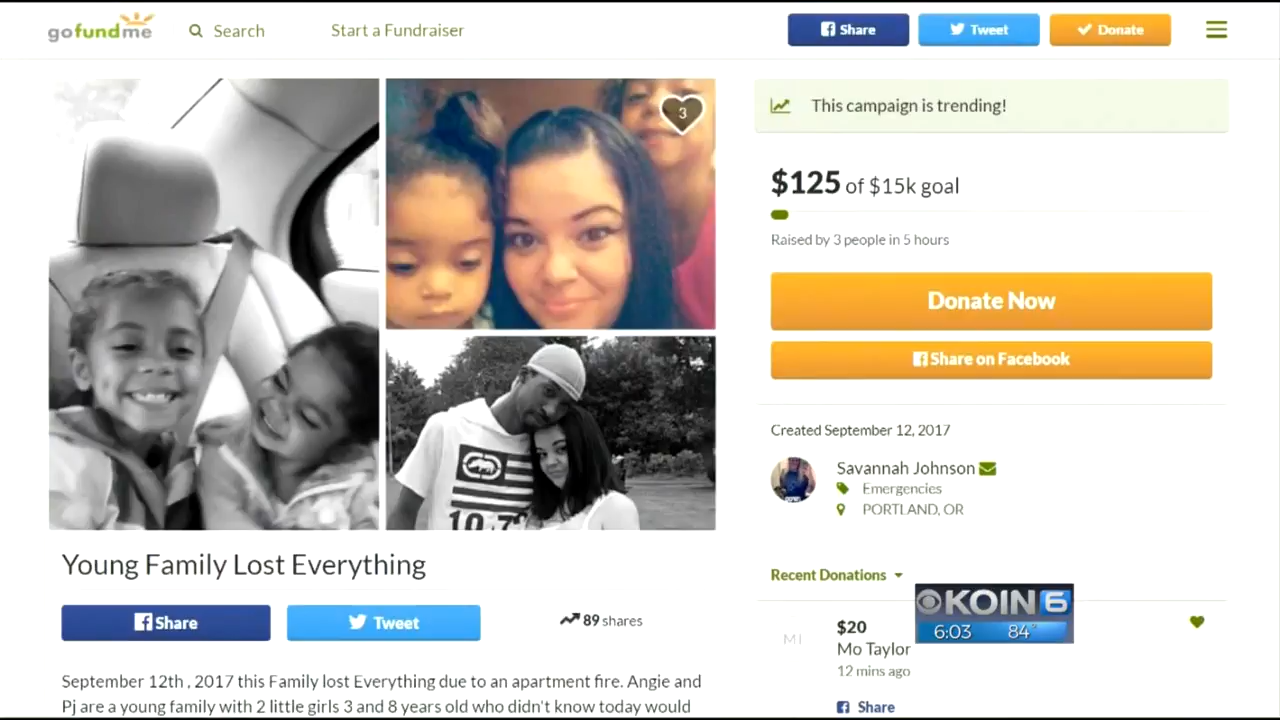 gofundme
Search
Start a Fundraiser
Share
Tweet
Donate
3
This campaign is trending!
$125 of $15k goal
Raised by 3 people in 5 hours
Donate Now
Share on Facebook
Created September 12, 2017
Savannah Johnson
Emergencies
PORTLAND, OR
Young Family Lost Everything
Share
Tweet
89 shares
Recent Donations
MT
$20
Mo Taylor
12 mins ago
Share
KOIN 6
6:03 84°
September 12th , 2017 this Family lost Everything due to an apartment fire. Angie and
Pj are a young family with 2 little girls 3 and 8 years old who didn't know today would